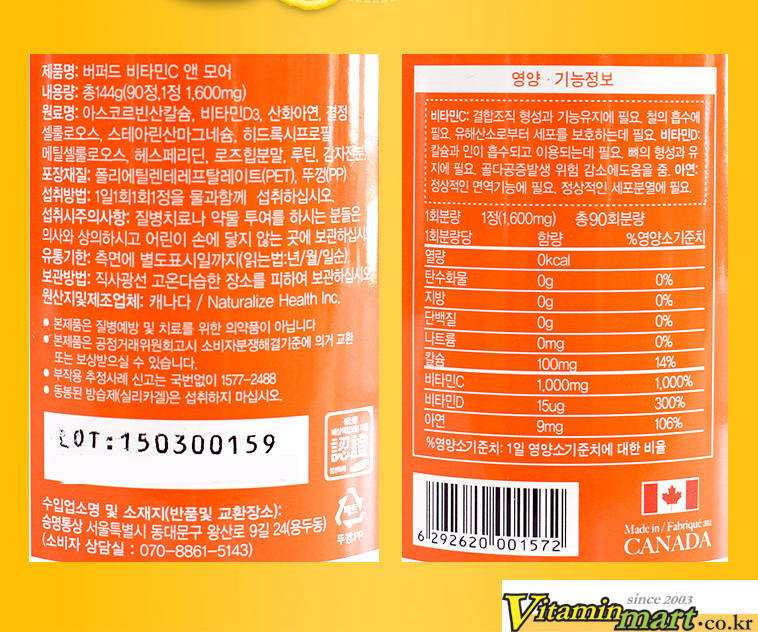 제품명: 버퍼드 비타민C 앤 모어
내용량: 총144g(90정,1정 1,600mg)
원료명: 아스코르빈산칼슘, 비타민D3, 산화아연, 결정
셀룰로오스, 스테아린산마그네슘, 히드록시프로필
메틸셀룰로오스, 헤스페리딘, 로즈힙분말, 루틴, 감자전분
포장재질: 폴리에틸렌테레프탈레이트(PET), 뚜껑(PP)
섭취방법: 1일1회1회1정을 물과함께 섭취하십시오.
섭취시주의사항: 질병치료나 약물 투여를 하시는 분들은
의사와 상의하시고 어린이 손에 닿지 않는 곳에 보관하십시오
유통기한: 측면에 별도표시일까지(읽는법:년/월/일순)
보관방법: 직사광선 고온다습한 장소를 피하여 보관하십시오
원산지및제조업체: 캐나다 / Naturalize Health Inc.
● 본제품은 질병예방 및 치료를 위한 의약품이 아닙니다
● 본제품은 공정거래위원회고시 소비자분쟁해결기준에 의거 교환
또는 보상받으실 수 있습니다.
● 부작용 추정사례 신고는 국번없이 1577-2488
● 동봉된 방습제(실리카겔)은 섭취하지 마십시오.
LOT:150300159
수입업소명 및 소재지(반품및 교환장소):
승명통상 서울특별시 동대문구 왕산로 9길 24(용두동)
(소비자 상담실 : 070-8861-5143)
페트
뚜껑:PP
영양 · 기능정보
비타민C: 결합조직 형성과 기능유지에 필요. 철의 흡수에
필요. 유해산소로부터 세포를 보호하는데 필요. 비타민D:
칼슘과 인이 흡수되고 이용되는데 필요. 뼈의 형성과 유
지에 필요. 골다공증발생 위험 감소에도움을 줌. 아연:
정상적인 면역기능에 필요. 정상적인 세포분열에 필요.
1회분량 1정(1,600mg) 총90회분량
1회분량당 함량 %영양소기준치
열량 0kcal
탄수화물 0g 0%
지방 0g 0%
단백질 0g 0%
나트륨 0mg 0%
칼슘 100mg 14%
비타민C 1,000mg 1,000%
비타민D 15ug 300%
아연 9mg 106%
%영양소기준치: 1일 영양소기준치에 대한 비율
6 292620 001572
Made in / Fabriqué au
CANADA
since 2003
Vitaminmart.co.kr